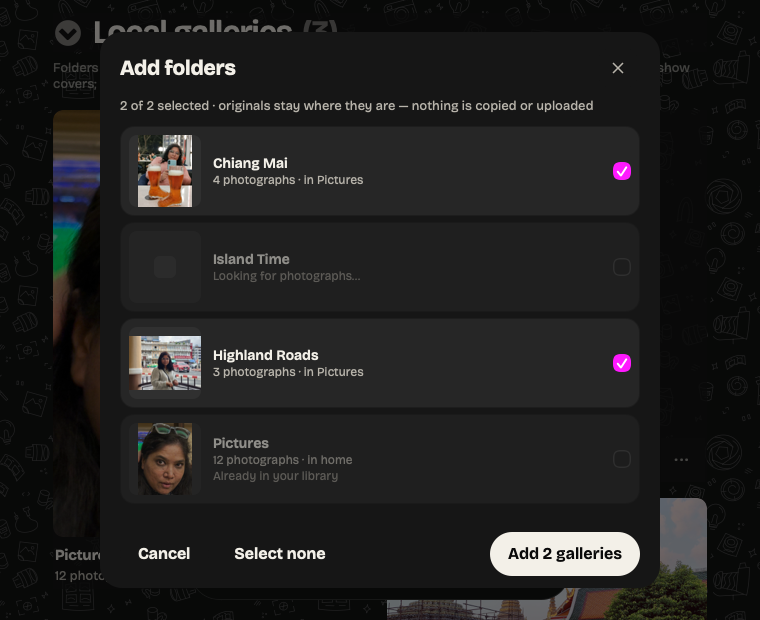 Local galleries (3)
Folders
show
covers;
Add folders
2 of 2 selected · originals stay where they are — nothing is copied or uploaded
Chiang Mai
4 photographs · in Pictures
Island Time
Looking for photographs...
Highland Roads
3 photographs · in Pictures
Pictures
12 photographs · in home
Already in your library
Cancel
Select none
Add 2 galleries
Pictur
12 photo